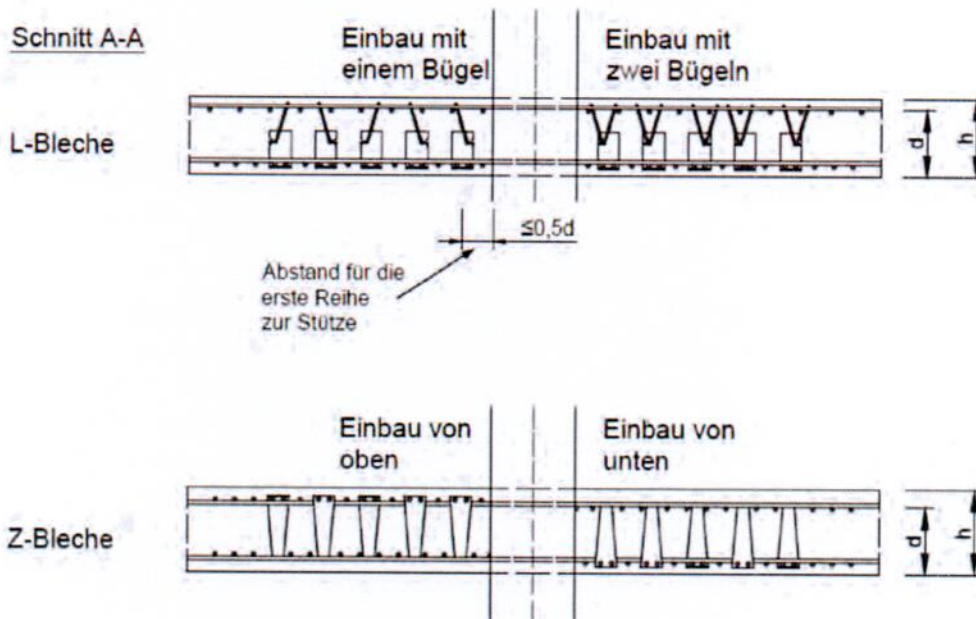 Schnitt A-A
Einbau mit
einem Bügel
Einbau mit
zwei Bügeln
L-Bleche
d
h
≤0,5d
Abstand für die
erste Reihe
zur Stütze
Einbau von
oben
Einbau von
unten
Z-Bleche
d
h